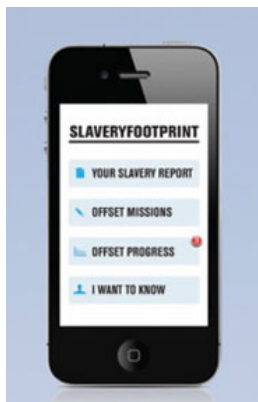 SLAVERYFOOTPRINT
YOUR SLAVERY REPORT
OFFSET MISSIONS
OFFSET PROGRESS
I WANT TO KNOW